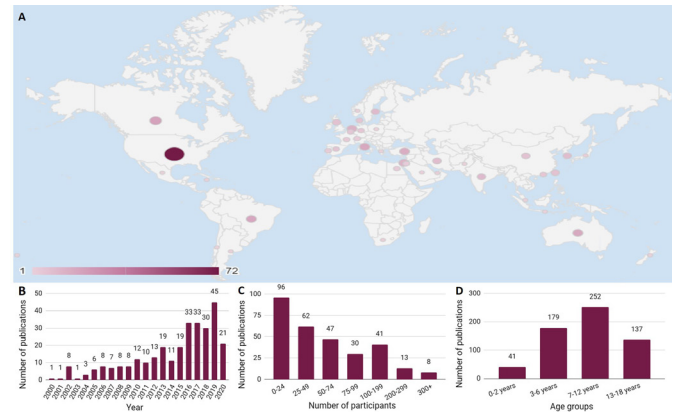 A
1
72
B
Number of publications
50
40
30
20
10
0
1 1 8 1 3 6 8 7 8 8 12 10 13 19 11 19 33 33 30 45 21
2000 2001 2002 2003 2004 2005 2006 2007 2008 2009 2010 2011 2012 2013 2014 2015 2016 2017 2018 2019 2020
Year
C
Number of publications
100
75
50
25
0
96 62 47 30 41 13 8
0-24 25-49 50-74 75-99 100-199 200-299 300+
Number of participants
D
Number of publications
300
200
100
0
41 179 252 137
0-2 years 3-6 years 7-12 years 13-18 years
Age groups